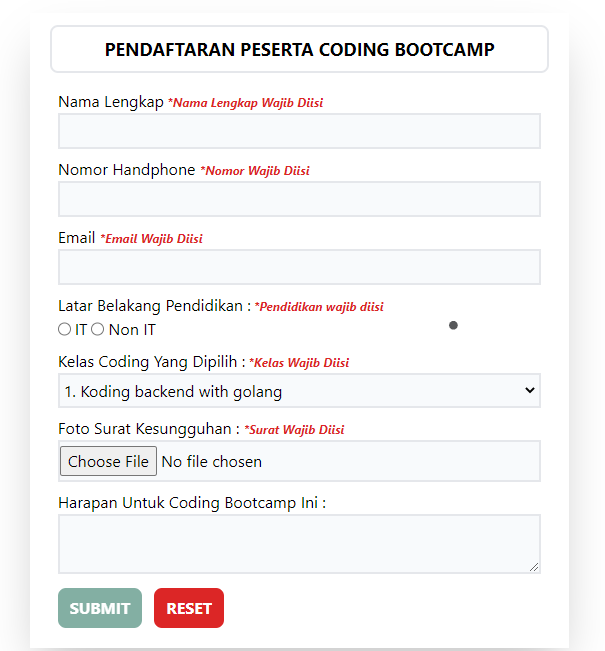 PENDAFTARAN PESERTA CODING BOOTCAMP
Nama Lengkap *Nama Lengkap Wajib Diisi
Nomor Handphone *Nomor Wajib Diisi
Email *Email Wajib Diisi
Latar Belakang Pendidikan : *Pendidikan wajib diisi
IT Non IT
Kelas Coding Yang Dipilih : *Kelas Wajib Diisi
1. Koding backend with golang
Foto Surat Kesungguhan : *Surat Wajib Diisi
Choose File No file chosen
Harapan Untuk Coding Bootcamp Ini :
SUBMIT RESET